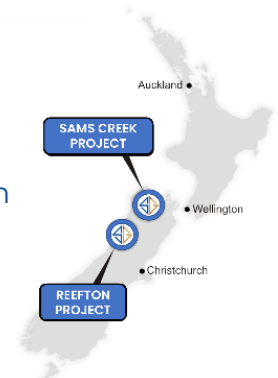 Auckland
SAMS CREEK
PROJECT
n
Wellington
Christchurch
REEFTON
PROJECT